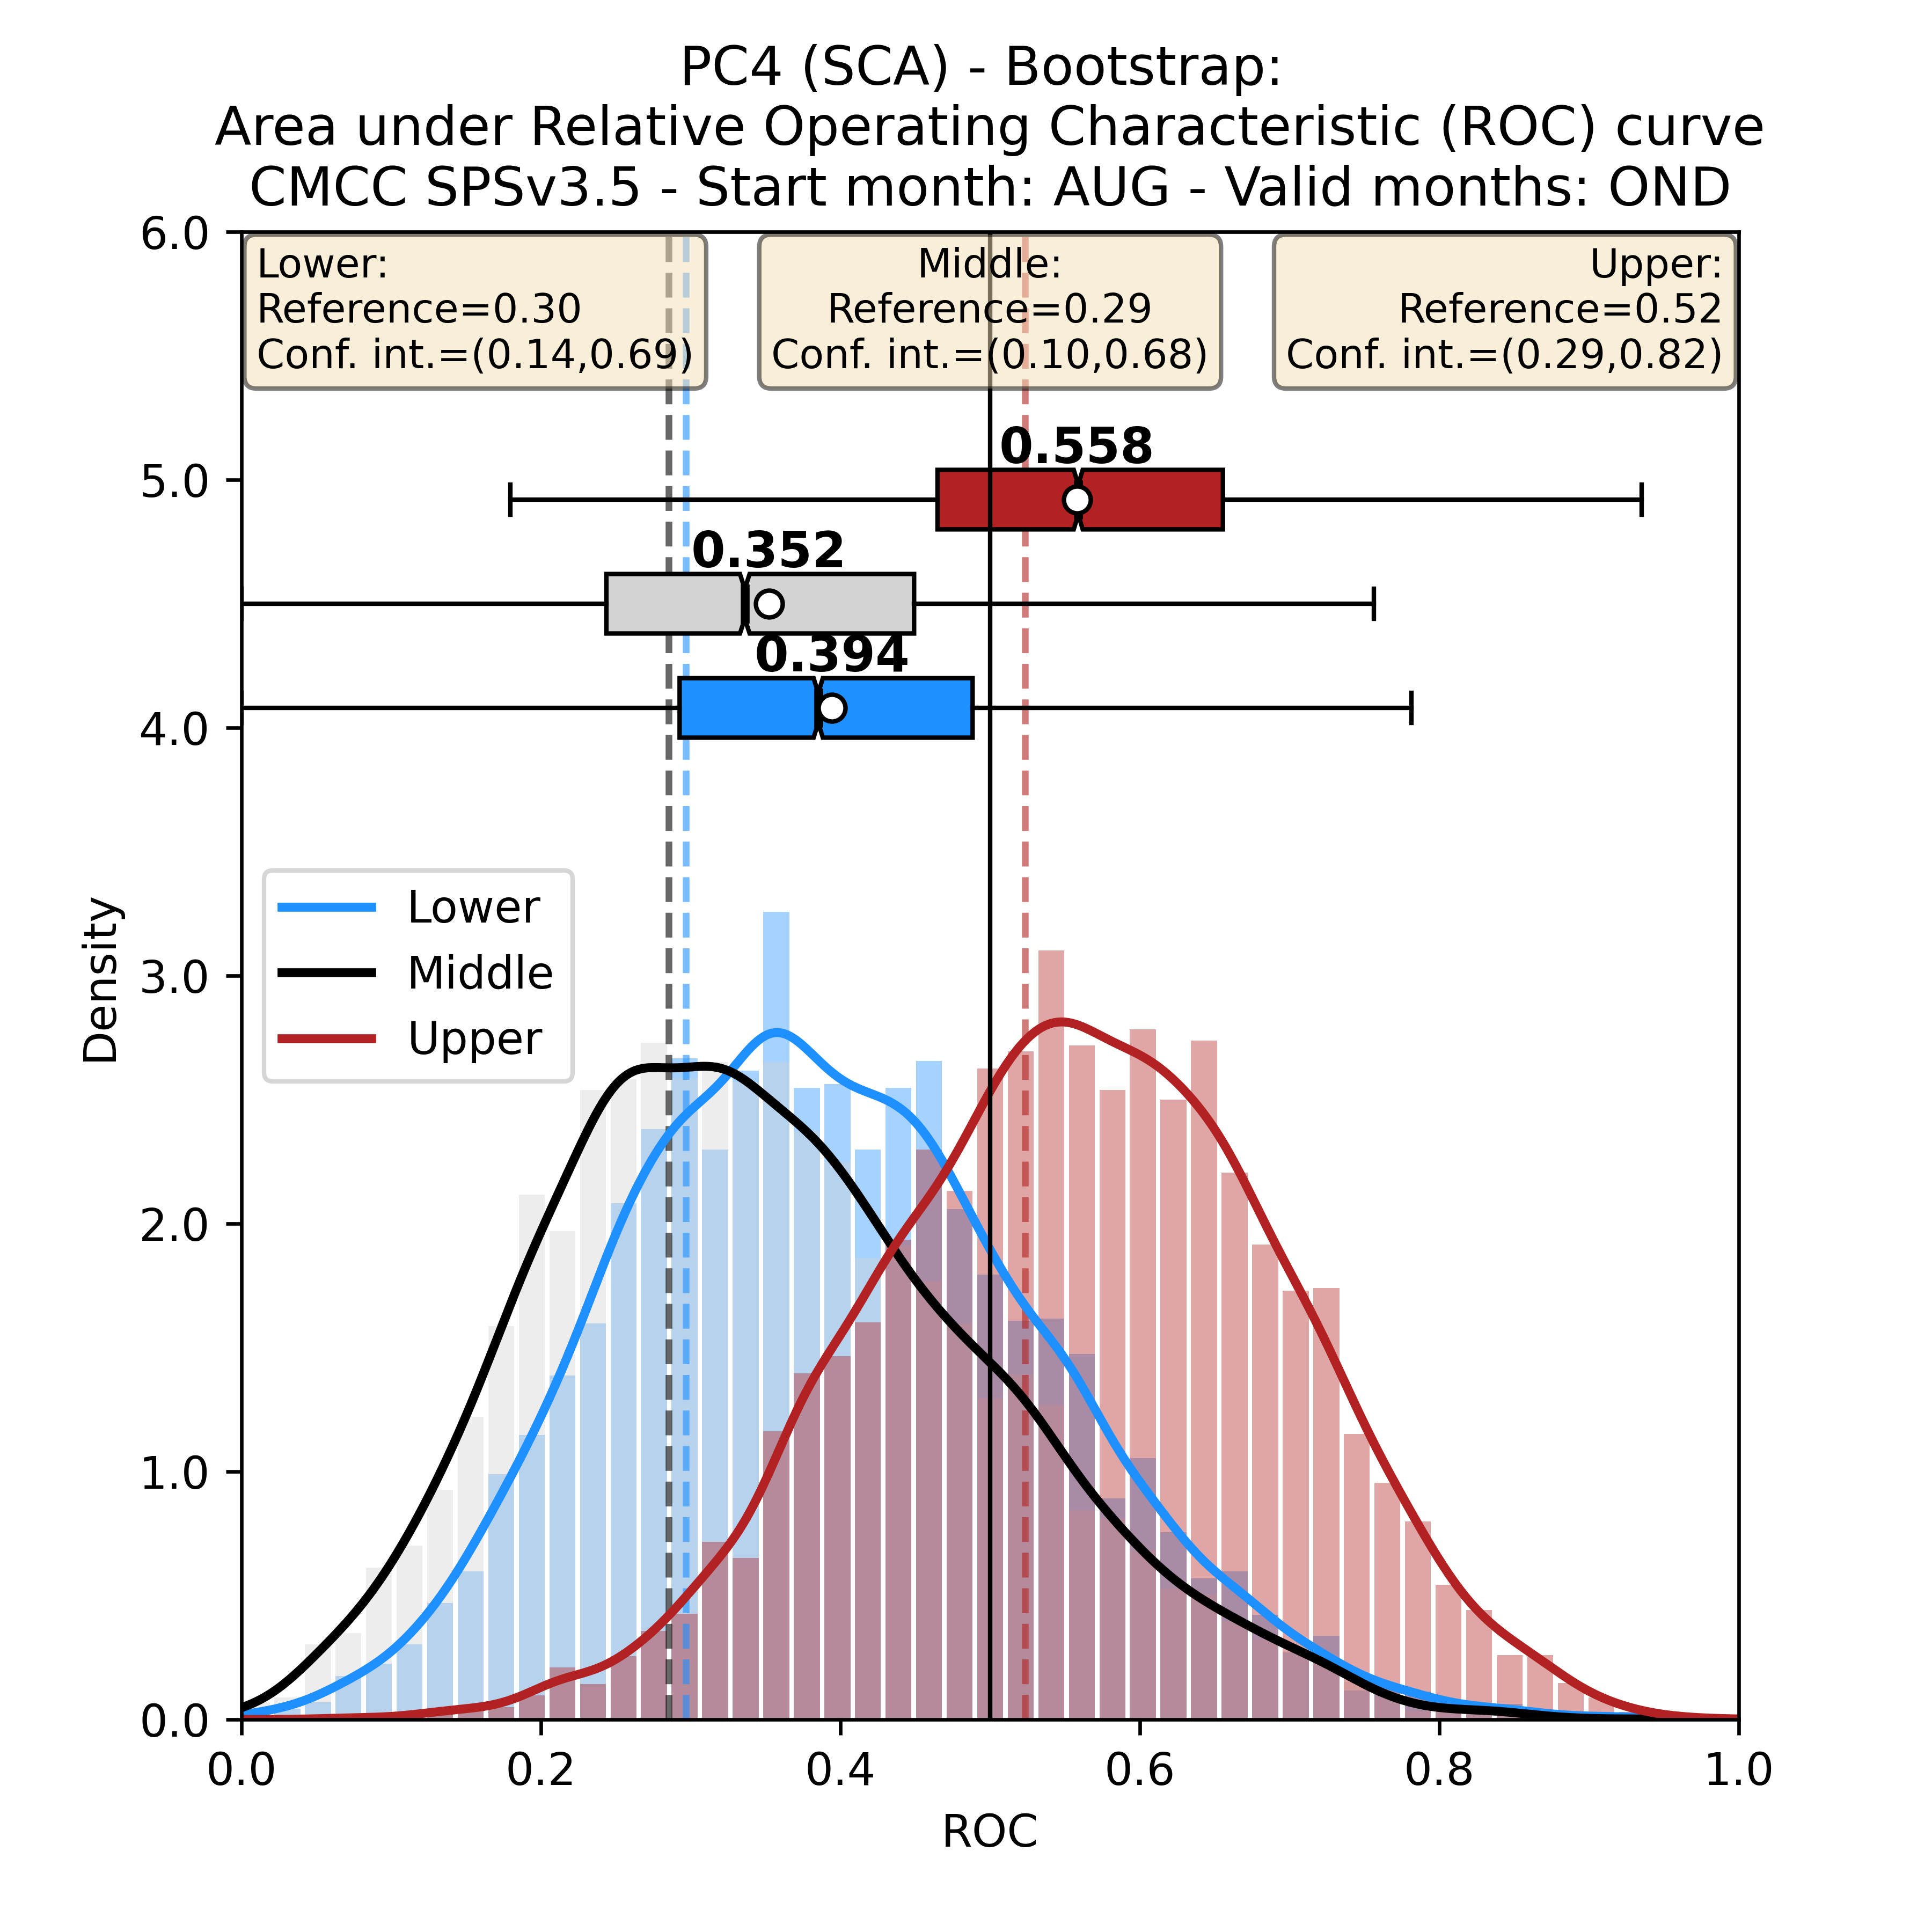 PC4 (SCA) - Bootstrap:
Area under Relative Operating Characteristic (ROC) curve
CMCC SPSv3.5 - Start month: AUG - Valid months: OND
6.0
Lower:
Reference=0.30
Conf. int.=(0.14,0.69)
Middle:
Reference=0.29
Conf. int.=(0.10,0.68)
Upper:
Reference=0.52
Conf. int.=(0.29,0.82)
0.558
5.0
0.352
0.394
4.0
Lower
Middle
Upper
Density
3.0
2.0
1.0
0.0
0.0 0.2 0.4 0.6 0.8 1.0
ROC